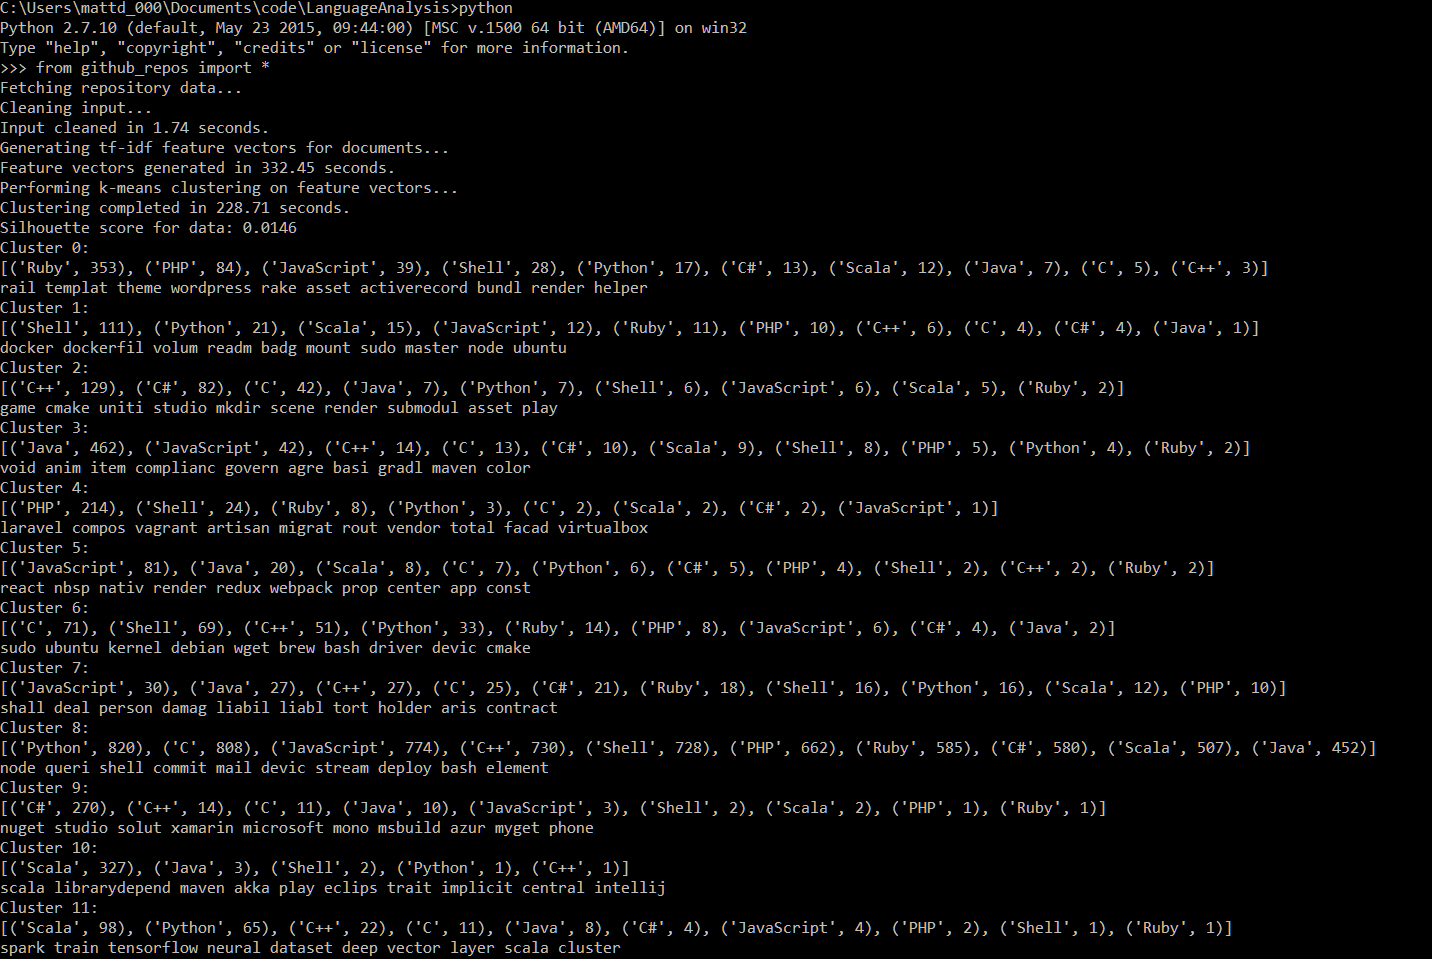 C:\Users\mattd_000\Documents\code\LanguageAnalysis>python
Python 2.7.10 (default, May 23 2015, 09:44:00) [MSC v.1500 64 bit (AMD64)] on win32
Type "help", "copyright", "credits" or "license" for more information.
>>> from github_repos import *
Fetching repository data...
Cleaning input...
Input cleaned in 1.74 seconds.
Generating tf-idf feature vectors for documents...
Feature vectors generated in 332.45 seconds.
Performing k-means clustering on feature vectors...
Clustering completed in 228.71 seconds.
Silhouette score for data: 0.0146
Cluster 0:
[('Ruby', 353), ('PHP', 84), ('JavaScript', 39), ('Shell', 28), ('Python', 17), ('C#', 13), ('Scala', 12), ('Java', 7), ('C', 5), ('C++', 3)]
rail templat theme wordpress rake asset activerecord bundl render helper
Cluster 1:
[('Shell', 111), ('Python', 21), ('Scala', 15), ('JavaScript', 12), ('Ruby', 11), ('PHP', 10), ('C++', 6), ('C', 4), ('C#', 4), ('Java', 1)]
docker dockerfil volum readm badg mount sudo master node ubuntu
Cluster 2:
[('C++', 129), ('C#', 82), ('C', 42), ('Java', 7), ('Python', 7), ('Shell', 6), ('JavaScript', 6), ('Scala', 5), ('Ruby', 2)]
game cmake uniti studio mkdir scene render submodul asset play
Cluster 3:
[('Java', 462), ('JavaScript', 42), ('C++', 14), ('C', 13), ('C#', 10), ('Scala', 9), ('Shell', 8), ('PHP', 5), ('Python', 4), ('Ruby', 2)]
void anim item complianc govern agre basi gradl maven color
Cluster 4:
[('PHP', 214), ('Shell', 24), ('Ruby', 8), ('Python', 3), ('C', 2), ('Scala', 2), ('C#', 2), ('JavaScript', 1)]
laravel compos vagrant artisan migrat rout vendor total facad virtualbox
Cluster 5:
[('JavaScript', 81), ('Java', 20), ('Scala', 8), ('C', 7), ('Python', 6), ('C#', 5), ('PHP', 4), ('Shell', 2), ('C++', 2), ('Ruby', 2)]
react nbsp nativ render redux webpack prop center app const
Cluster 6:
[('C', 71), ('Shell', 69), ('C++', 51), ('Python', 33), ('Ruby', 14), ('PHP', 8), ('JavaScript', 6), ('C#', 4), ('Java', 2)]
sudo ubuntu kernel debian wget brew bash driver devic cmake
Cluster 7:
[('JavaScript', 30), ('Java', 27), ('C++', 27), ('C', 25), ('C#', 21), ('Ruby', 18), ('Shell', 16), ('Python', 16), ('Scala', 12), ('PHP', 10)]
shall deal person damag liabil liabl tort holder aris contract
Cluster 8:
[('Python', 820), ('C', 808), ('JavaScript', 774), ('C++', 730), ('Shell', 728), ('PHP', 662), ('Ruby', 585), ('C#', 580), ('Scala', 507), ('Java', 452)]
node queri shell commit mail devic stream deploy bash element
Cluster 9:
[('C#', 270), ('C++', 14), ('C', 11), ('Java', 10), ('JavaScript', 3), ('Shell', 2), ('Scala', 2), ('PHP', 1), ('Ruby', 1)]
nuget studio solut xamarin microsoft mono msbuild azur myget phone
Cluster 10:
[('Scala', 327), ('Java', 3), ('Shell', 2), ('Python', 1), ('C++', 1)]
scala librarydepend maven akka play eclips trait implicit central intellij
Cluster 11:
[('Scala', 98), ('Python', 65), ('C++', 22), ('C', 11), ('Java', 8), ('C#', 4), ('JavaScript', 4), ('PHP', 2), ('Shell', 1), ('Ruby', 1)]
spark train tensorflow neural dataset deep vector layer scala cluster